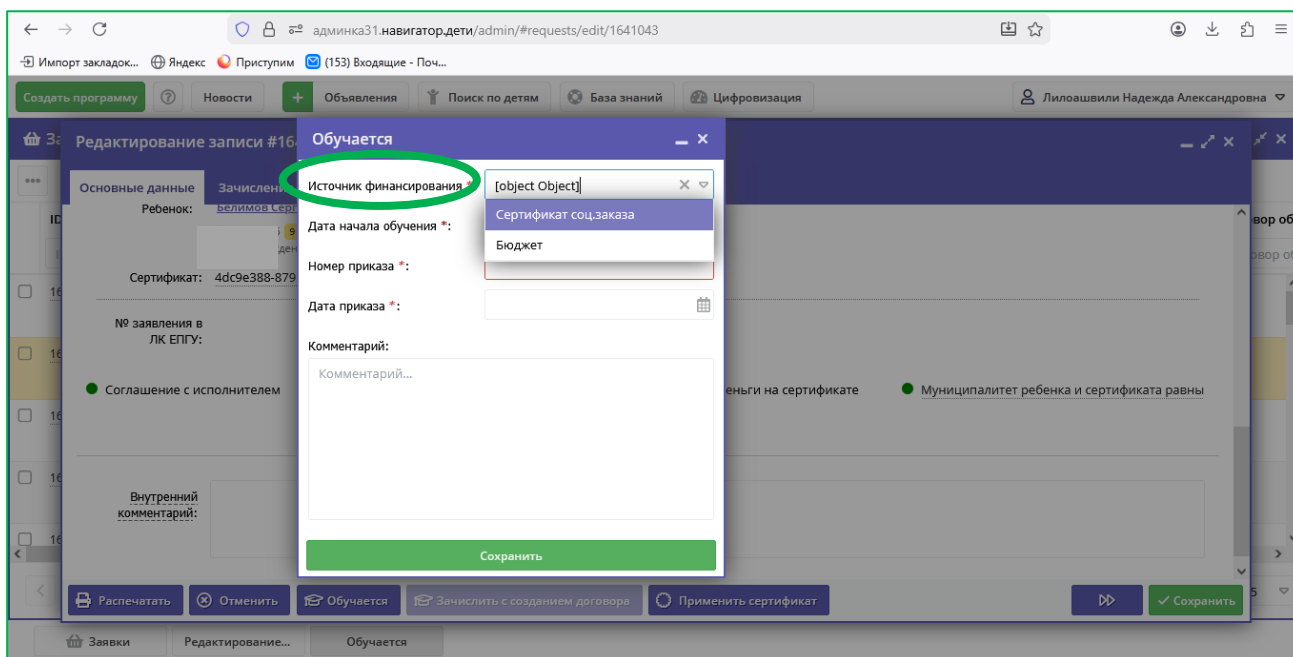 админка31.навигатор.дети/admin/#requests/edit/1641043
Импорт закладок... Яндекс Приступим (153) Входящие - Поч...
Создать программу ? Новости + Объявления Поиск по детям База знаний Цифровизация Лилоашвили Надежда Александровна
Редактирование записи #16 Обучается
Основные данные Зачислен
Источник финансирования * [object Object]
Ребенок: Белимов Серг
Сертификат соц.заказа
Дата начала обучения *:
Бюджет
Номер приказа *:
Сертификат: 4dc9e388-879
Дата приказа *:
№ заявления в
ЛК ЕПГУ:
Комментарий:
Комментарий...
Соглашение с исполнителем еньги на сертификате Муниципалитет ребенка и сертификата равны
Внутренний
комментарий:
Сохранить
Распечатать Отменить Обучается Зачислить с созданием договора Применить сертификат Сохранить
Заявки Редактирование... Обучается